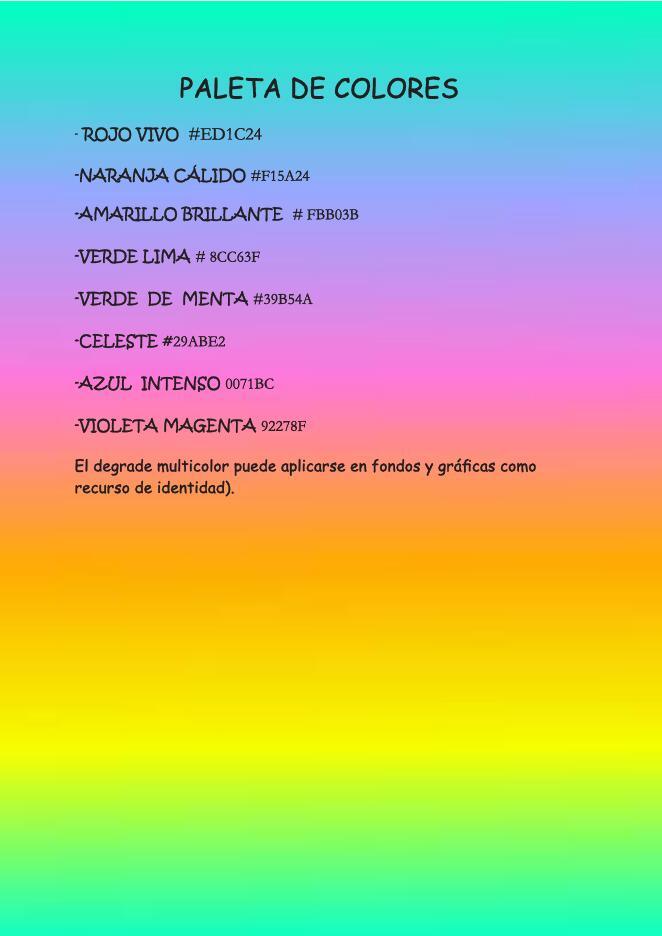 PALETA DE COLORES
- ROJO VIVO #ED1C24
-NARANJA CÁLIDO #F15A24
-AMARILLO BRILLANTE # FBB03B
-VERDE LIMA # 8CC63F
-VERDE DE MENTA #39B54A
-CELESTE #29ABE2
-AZUL INTENSO 0071BC
-VIOLETA MAGENTA 92278F
El degrade multicolor puede aplicarse en fondos y gráficas como
recurso de identidad).